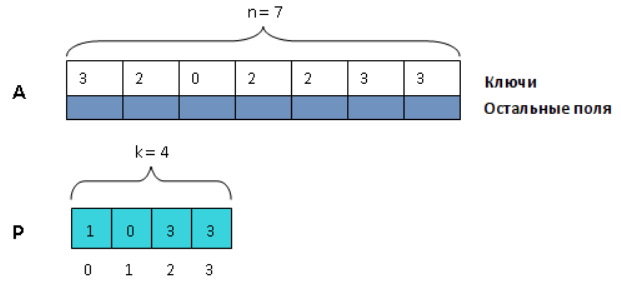 n= 7
A 3 2 0 2 2 3 3 Ключи
Остальные поля
k= 4
P 1 0 3 3
0 1 2 3